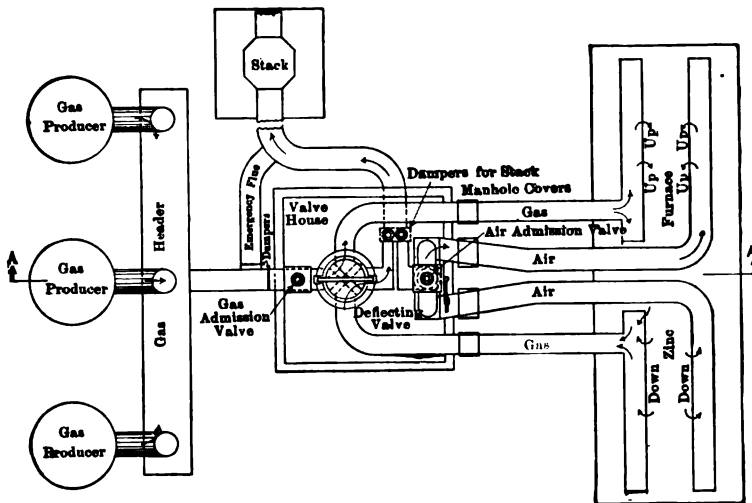 Stack
Gas
Producer
Gas
Producer
Gas
Producer
Header
Gas
Emergency Flue
Dampers
Valve
House
Dampers for Stack
Manhole Covers
Gas
Air Admission Valve
Air
Air
Gas
Gas
Admission
Valve
Deflecting
Valve
Up
Up
Up
Up
Furnace
Zinc
Down
Down
A
A